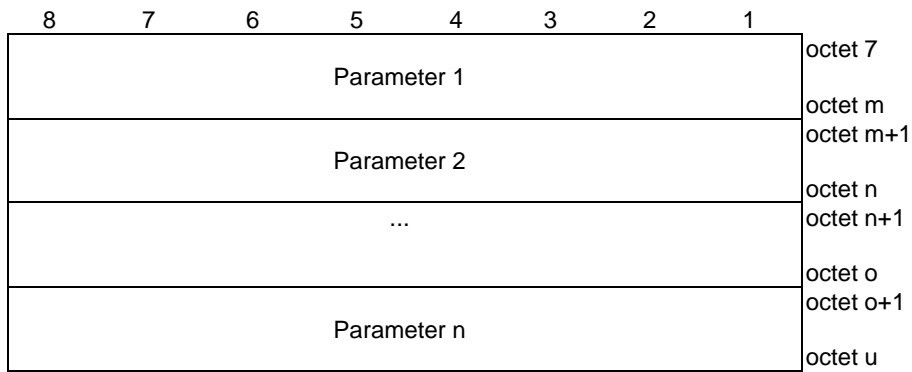 8 7 6 5 4 3 2 1
octet 7
Parameter 1
octet m
octet m+1
Parameter 2
octet n
... octet n+1
octet o
octet o+1
Parameter n
octet u